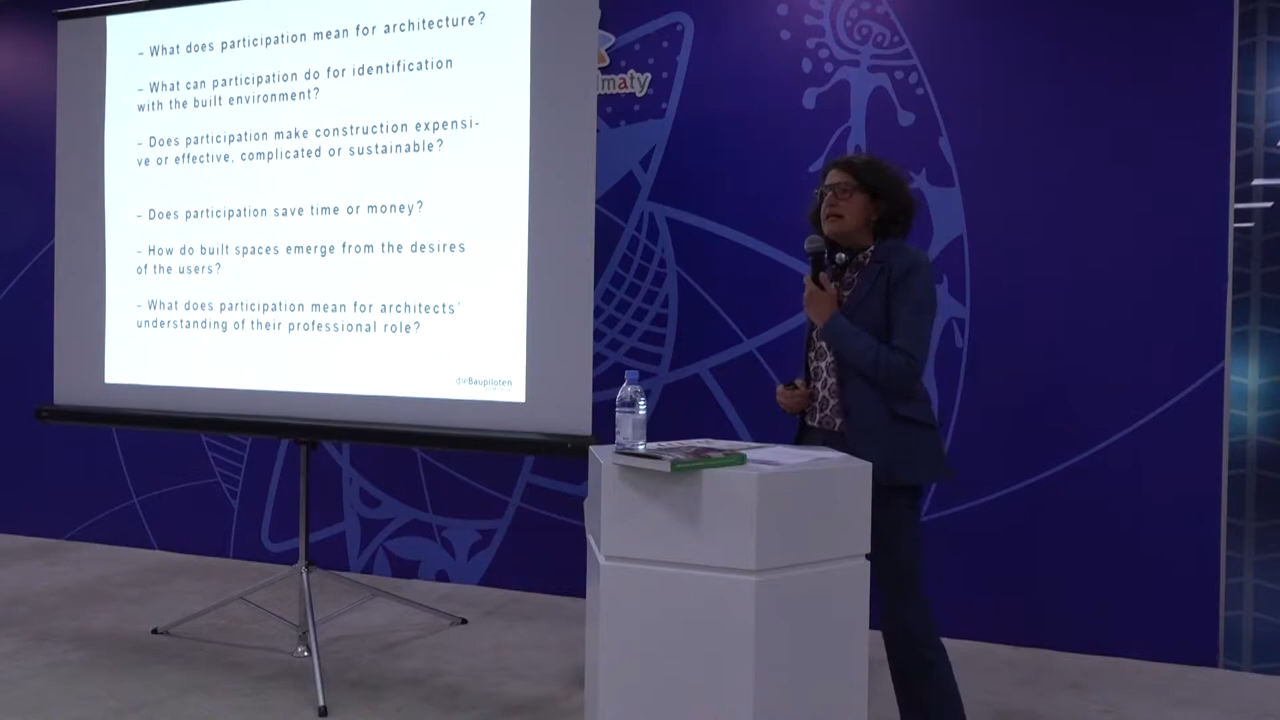 – What does participation mean for architecture?
– What can participation do for identification
with the built environment?
– Does participation make construction expensi-
ve or effective, complicated or sustainable?
– Does participation save time or money?
– How do built spaces emerge from the desires
of the users?
– What does participation mean for architects'
understanding of their professional role?
dieBaupiloten
lmaty